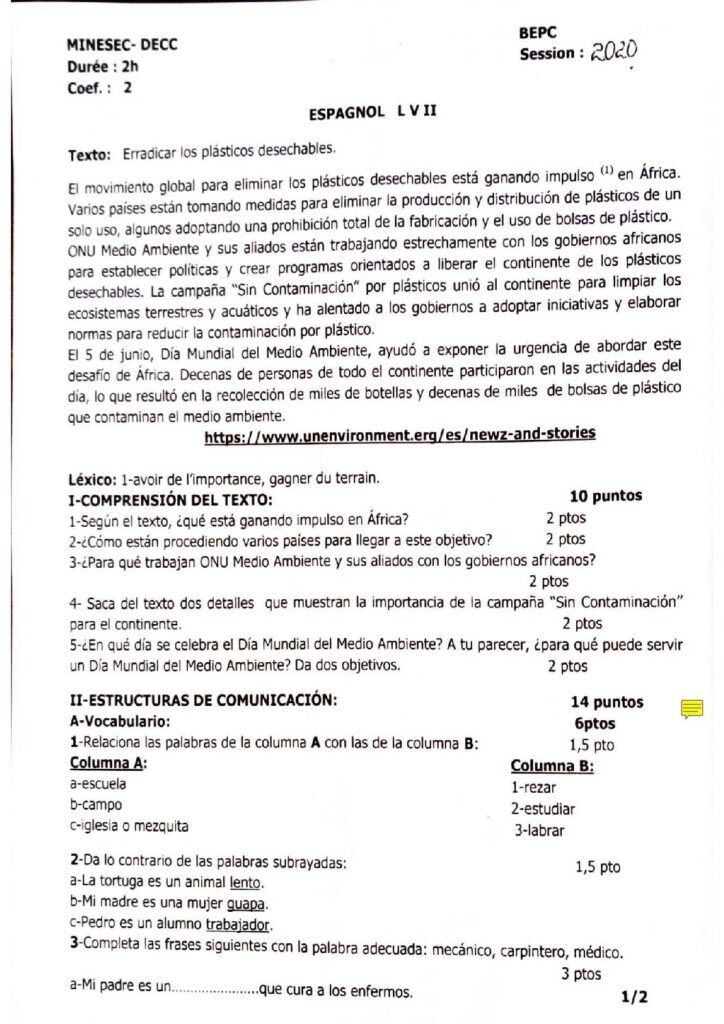 MINESEC- DECC
Durée : 2h
Coef. : 2
BEPC
Session : 2020
ESPAGNOL L V II
Texto: Erradicar los plásticos desechables.
El movimiento global para eliminar los plásticos desechables está ganando impulso (1) en África.
Varios países están tomando medidas para eliminar la producción y distribución de plásticos de un
solo uso, algunos adoptando una prohibición total de la fabricación y el uso de bolsas de plástico.
ONU Medio Ambiente y sus aliados están trabajando estrechamente con los gobiernos africanos
para establecer políticas y crear programas orientados a liberar el continente de los plásticos
desechables. La campaña "Sin Contaminación" por plásticos unió al continente para limpiar los
ecosistemas terrestres y acuáticos y ha alentado a los gobiernos a adoptar iniciativas y elaborar
normas para reducir la contaminación por plástico.
El 5 de junio, Día Mundial del Medio Ambiente, ayudó a exponer la urgencia de abordar este
desafío de África. Decenas de personas de todo el continente participaron en las actividades del
día, lo que resultó en la recolección de miles de botellas y decenas de miles de bolsas de plástico
que contaminan el medio ambiente.
https://www.unenvironment.erg/es/newz-and-stories
Léxico: 1-avoir de l'importance, gagner du terrain.
I-COMPRENSIÓN DEL TEXTO: 10 puntos
1-Según el texto, ¿qué está ganando impulso en África? 2 ptos
2-¿Cómo están procediendo varios países para llegar a este objetivo? 2 ptos
3-¿Para qué trabajan ONU Medio Ambiente y sus aliados con los gobiernos africanos?
2 ptos
4- Saca del texto dos detalles que muestran la importancia de la campaña "Sin Contaminación"
para el continente. 2 ptos
5-¿En qué día se celebra el Día Mundial del Medio Ambiente? A tu parecer, ¿para qué puede servir
un Día Mundial del Medio Ambiente? Da dos objetivos. 2 ptos
II-ESTRUCTURAS DE COMUNICACIÓN: 14 puntos
A-Vocabulario: 6ptos
1-Relaciona las palabras de la columna A con las de la columna B: 1,5 pto
Columna A: Columna B:
a-escuela 1-rezar
b-campo 2-estudiar
c-iglesia o mezquita 3-labrar
2-Da lo contrario de las palabras subrayadas: 1,5 pto
a-La tortuga es un animal lento.
b-Mi madre es una mujer guapa.
c-Pedro es un alumno trabajador.
3-Completa las frases siguientes con la palabra adecuada: mecánico, carpintero, médico.
3 ptos
a-Mi padre es un......................que cura a los enfermos.
1/2